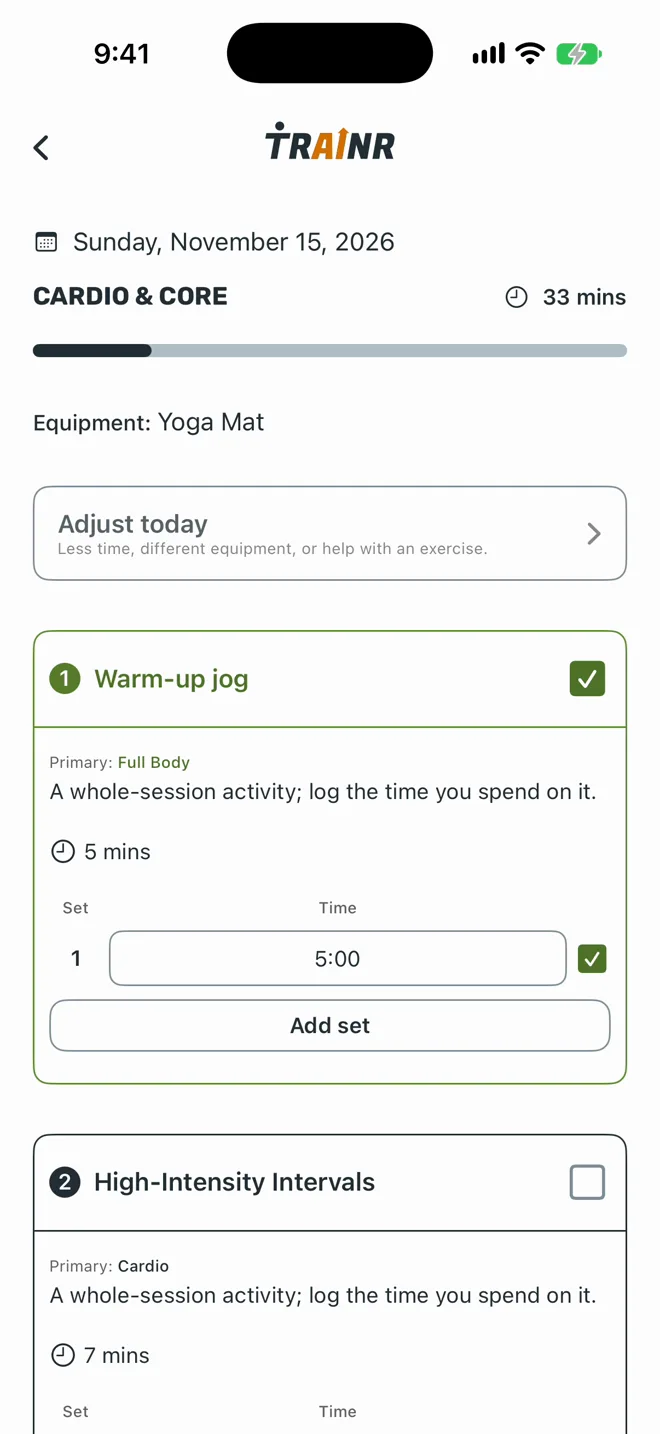 9:41
TRAINR
Sunday, November 15, 2026
CARDIO & CORE
33 mins
Equipment: Yoga Mat
Adjust today
Less time, different equipment, or help with an exercise.
1 Warm-up jog
Primary: Full Body
A whole-session activity; log the time you spend on it.
5 mins
Set Time
1 5:00
Add set
2 High-Intensity Intervals
Primary: Cardio
A whole-session activity; log the time you spend on it.
7 mins
Set Time